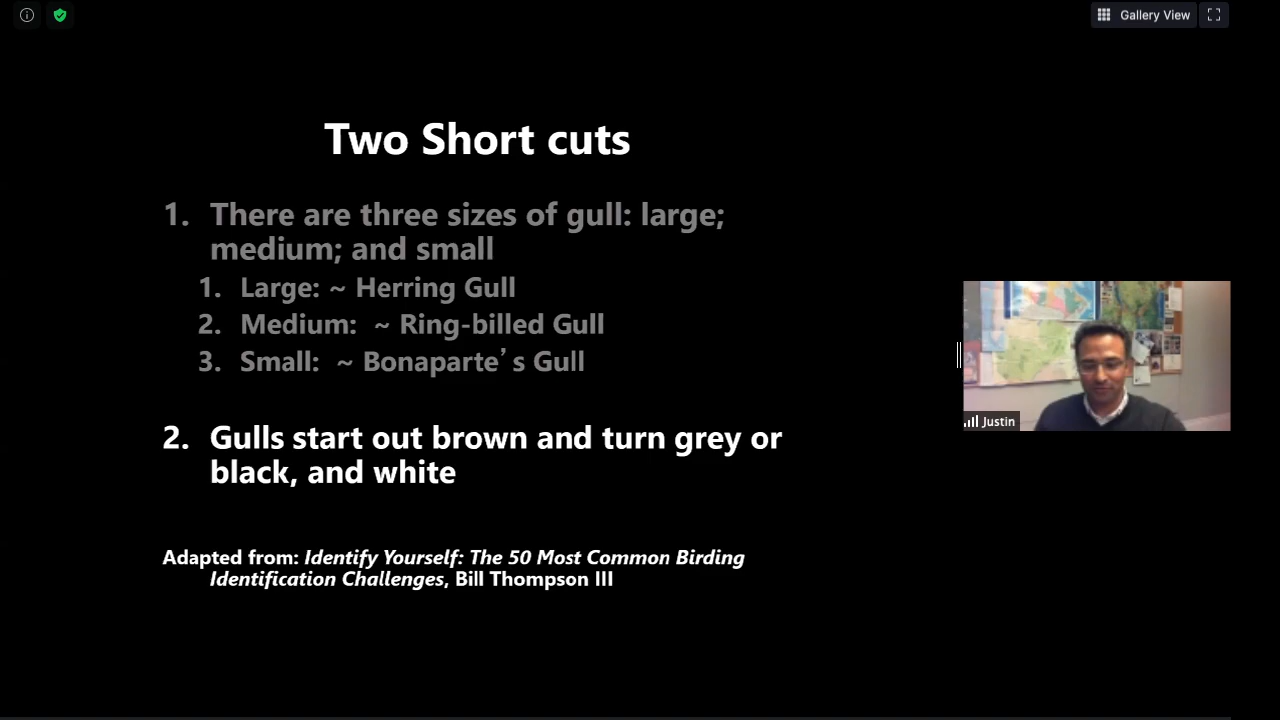 Gallery View
Two Short cuts
1. There are three sizes of gull: large;
medium; and small
1. Large: ~ Herring Gull
2. Medium: ~ Ring-billed Gull
3. Small: ~ Bonaparte’s Gull
2. Gulls start out brown and turn grey or
black, and white
Justin
Adapted from: Identify Yourself: The 50 Most Common Birding
Identification Challenges, Bill Thompson III